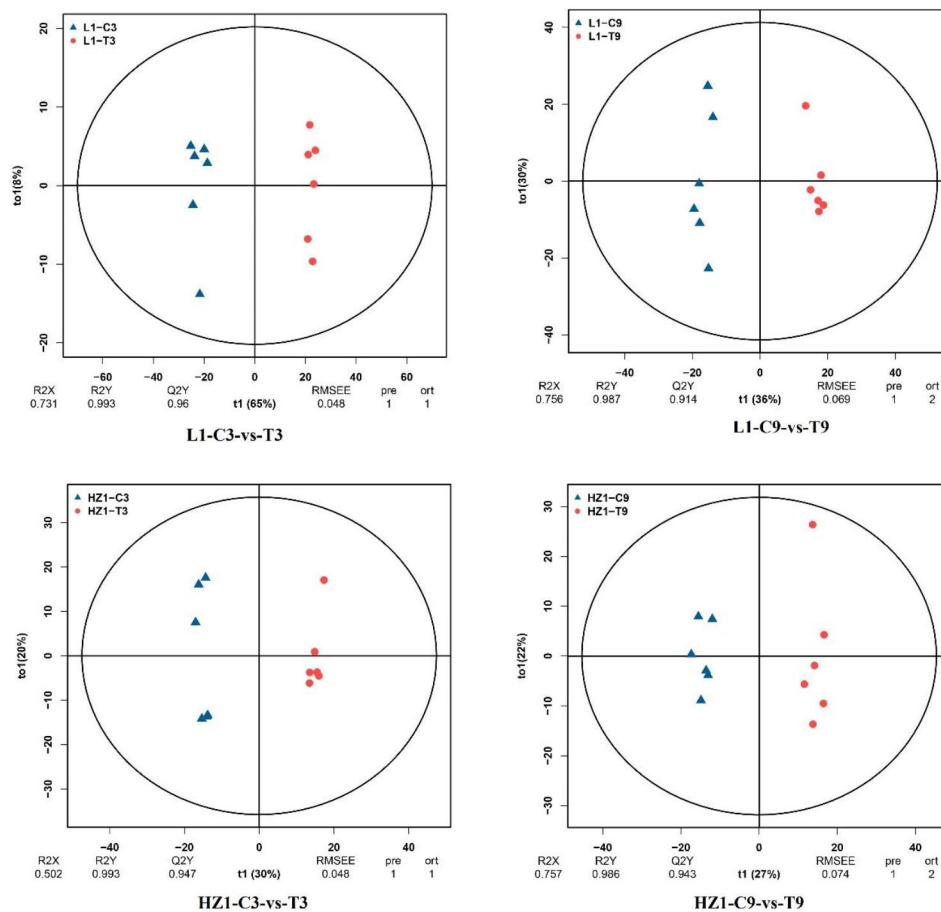 L1-C3
L1-T3
20
10
0
−10
−20
to1(8%)
−60 −40 −20 0 20 40 60
R2X R2Y Q2Y RMSEE pre ort
0.731 0.993 0.96 t1 (65%) 0.048 1 1
L1-C3-vs-T3
L1-C9
L1-T9
40
20
0
−20
−40
to1(30%)
−40 −20 0 20 40
R2X R2Y Q2Y RMSEE pre ort
0.756 0.987 0.914 t1 (36%) 0.069 1 2
L1-C9-vs-T9
HZ1-C3
HZ1-T3
30
20
10
0
−10
−20
−30
to1(20%)
−40 −20 0 20 40
R2X R2Y Q2Y RMSEE pre ort
0.502 0.993 0.947 t1 (30%) 0.048 1 1
HZ1-C3-vs-T3
HZ1-C9
HZ1-T9
30
20
10
0
−10
−20
−30
to1(22%)
−40 −20 0 20 40
R2X R2Y Q2Y RMSEE pre ort
0.757 0.986 0.943 t1 (27%) 0.074 1 2
HZ1-C9-vs-T9